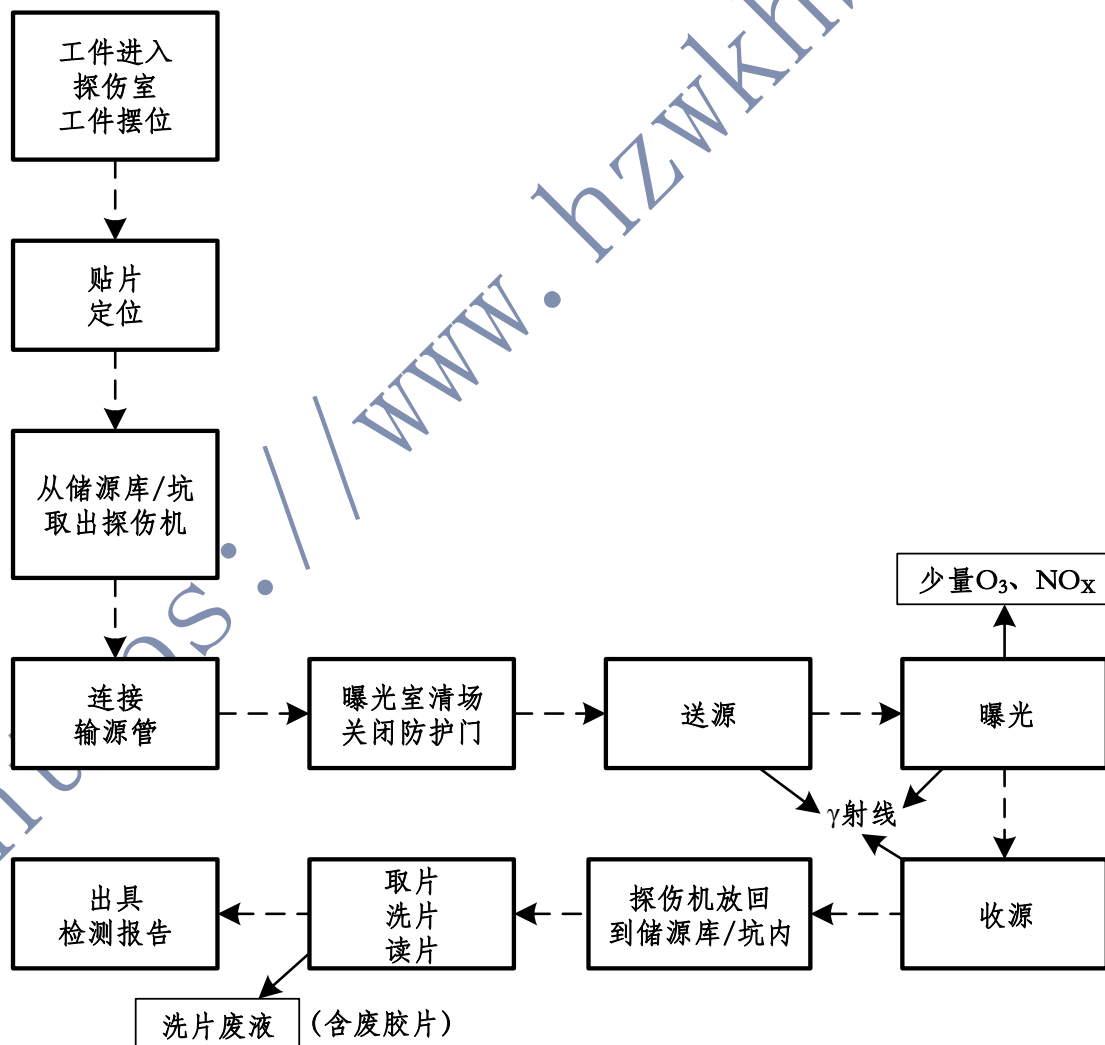 工件进入
探伤室
工件摆位
贴片
定位
从储源库/坑
取出探伤机
少量O₃、NOX
连接
输源管
曝光室清场
关闭防护门
送源
曝光
γ射线
出具
检测报告
取片
洗片
读片
探伤机放回
到储源库/坑内
收源
洗片废液（含废胶片）
https://www.hzwkhz